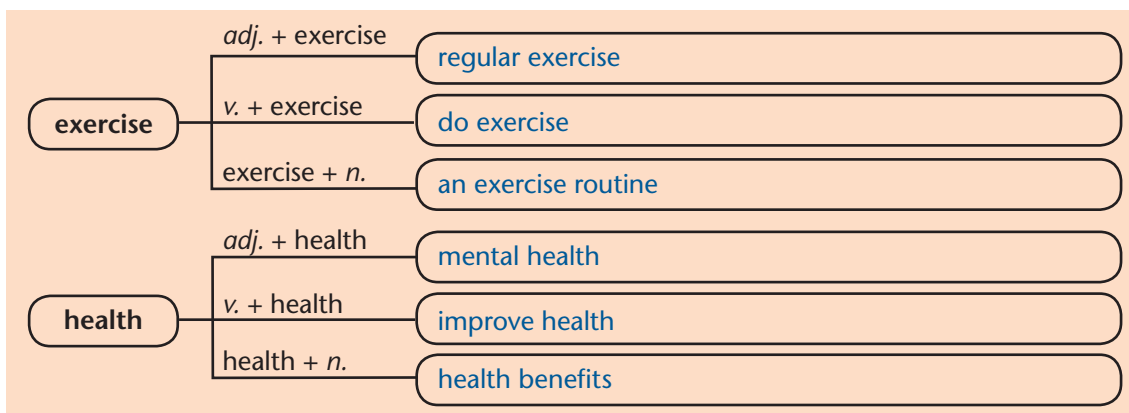 adj. + exercise
regular exercise
exercise
v. + exercise
do exercise
exercise + n.
an exercise routine
adj. + health
mental health
health
v. + health
improve health
health + n.
health benefits